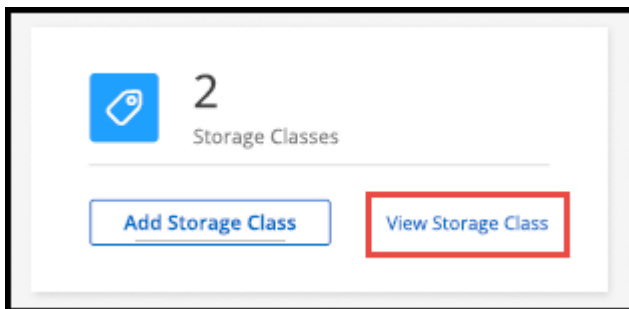 2
Storage Classes
Add Storage Class
View Storage Class